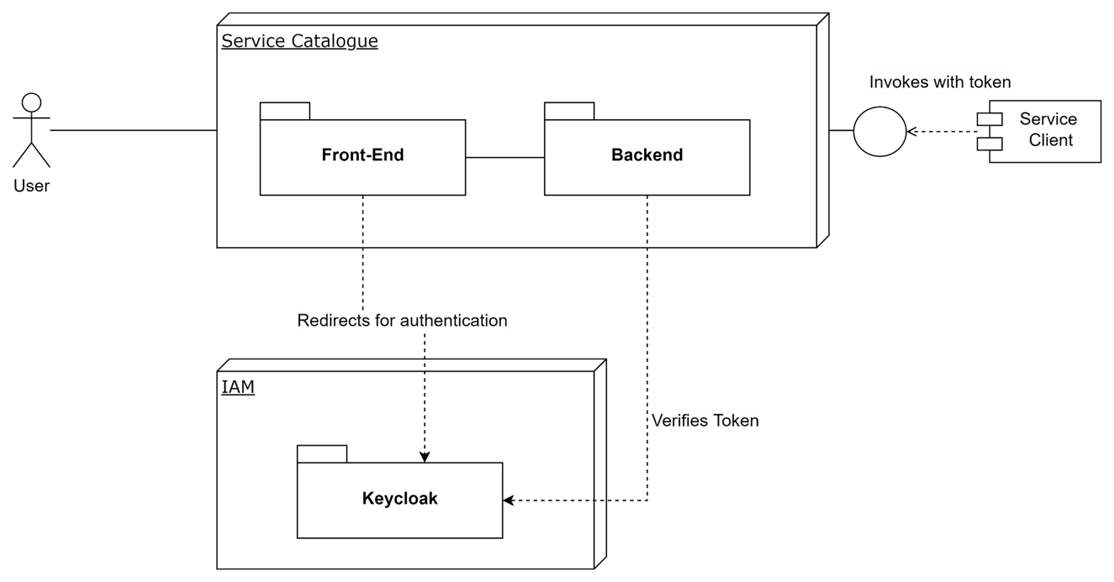 Service Catalogue
Invokes with token
Service
Client
Front-End
Backend
User
Redirects for authentication
IAM
Verifies Token
Keycloak